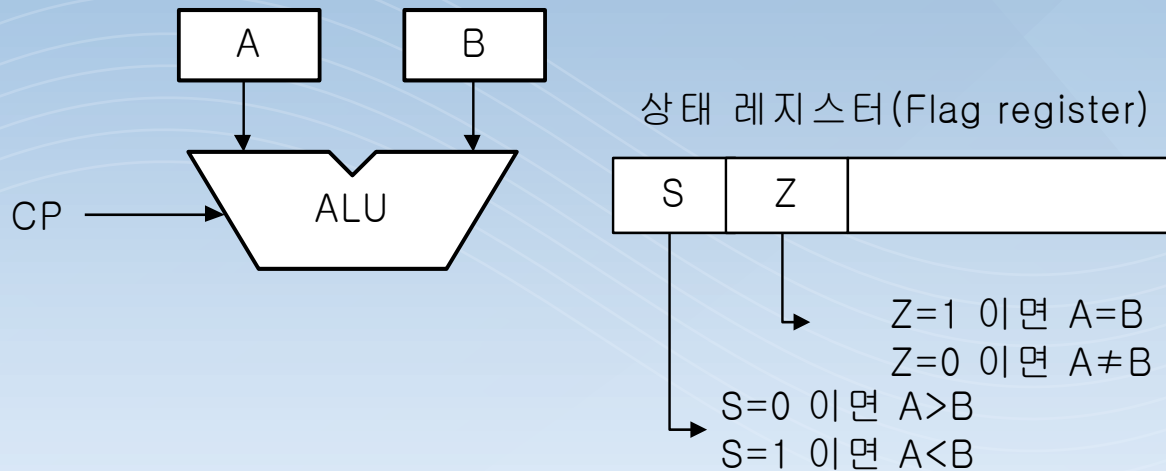 A
B
상태 레지스터(Flag register)
CP
ALU
S
Z
Z=1 이면 A=B
Z=0 이면 A≠B
S=0 이면 A>B
S=1 이면 A<B